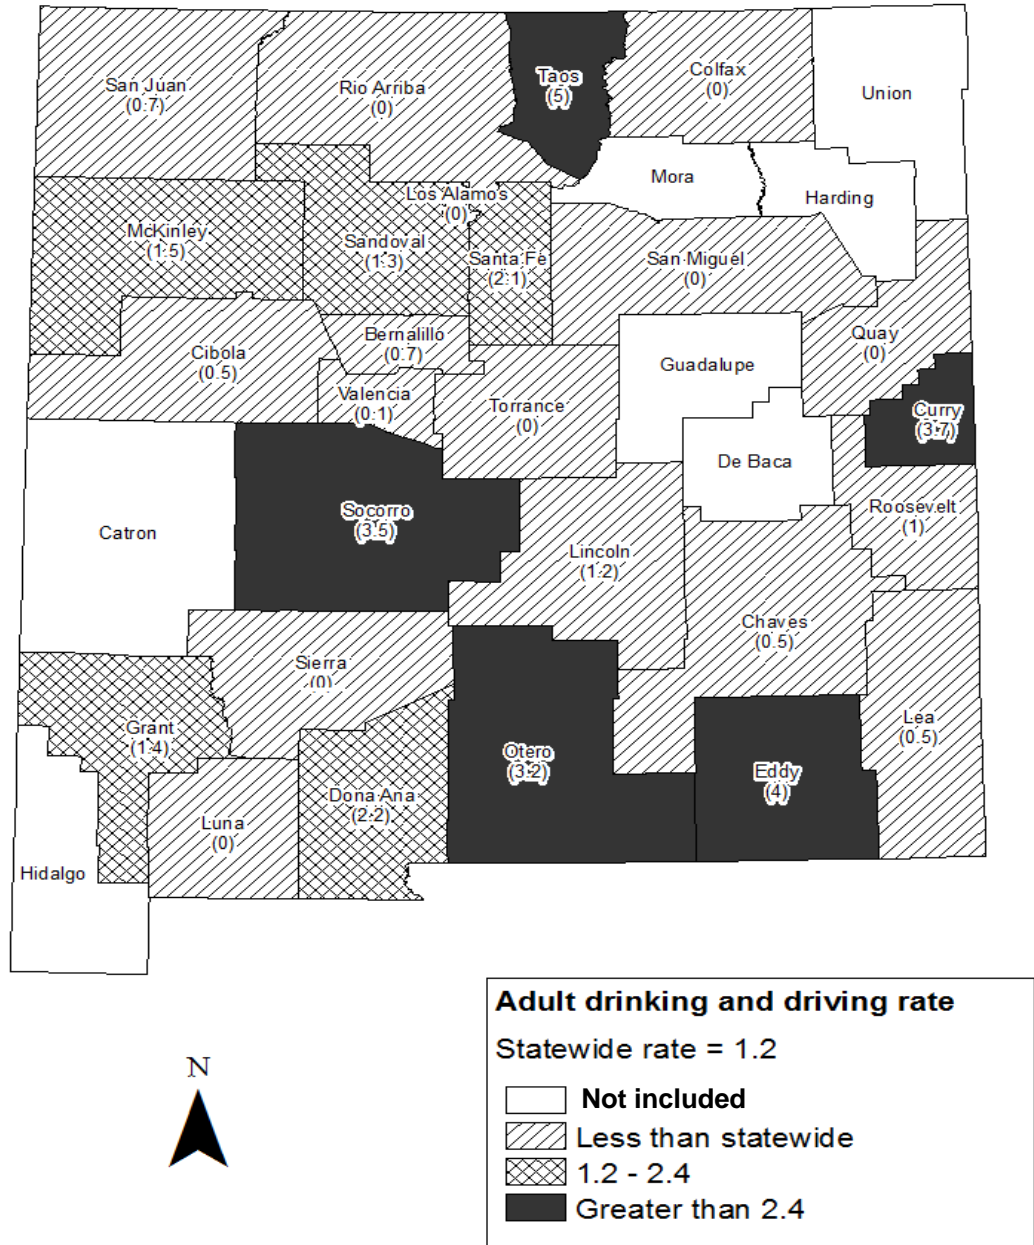 San Juan
(0.7)
Rio Arriba
(0)
Taos
(5)
Colfax
(0)
Union
Mora
Harding
Los Alamos
(0)
McKinley
(1.5)
Sandoval
(1.3)
Santa Fe
(2.1)
San Miguel
(0)
Bernalillo
(0.7)
Quay
(0)
Cibola
(0.5)
Guadalupe
Valencia
(0.1)
Torrance
(0)
Curry
(3.7)
De Baca
Catron
Socorro
(3.5)
Roosevelt
(1)
Lincoln
(1.2)
Chaves
(0.5)
Sierra
(0)
Grant
(1.4)
Lea
(0.5)
Otero
(3.2)
Eddy
(4)
Dona Ana
(2.2)
Luna
(0)
Hidalgo
N
Adult drinking and driving rate
Statewide rate = 1.2
Not included
Less than statewide
1.2 - 2.4
Greater than 2.4